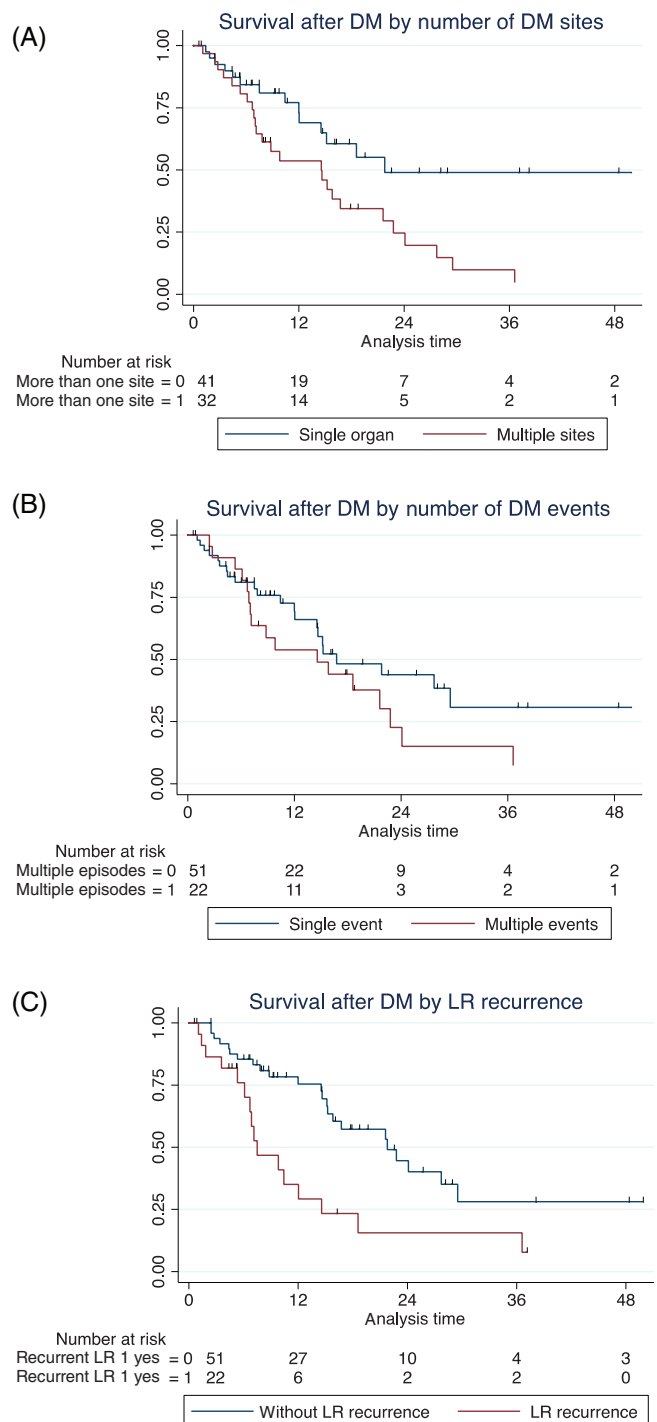 (A)
Survival after DM by number of DM sites
1.00
0.75
0.50
0.25
0.00
0 12 24 36 48
Analysis time
Number at risk
More than one site = 0 41 19 7 4 2
More than one site = 1 32 14 5 2 1
Single organ Multiple sites
(B)
Survival after DM by number of DM events
1.00
0.75
0.50
0.25
0.00
0 12 24 36 48
Analysis time
Number at risk
Multiple episodes = 0 51 22 9 4 2
Multiple episodes = 1 22 11 3 2 1
Single event Multiple events
(C)
Survival after DM by LR recurrence
1.00
0.75
0.50
0.25
0.00
0 12 24 36 48
Analysis time
Number at risk
Recurrent LR 1 yes = 0 51 27 10 4 3
Recurrent LR 1 yes = 1 22 6 2 2 0
Without LR recurrence LR recurrence